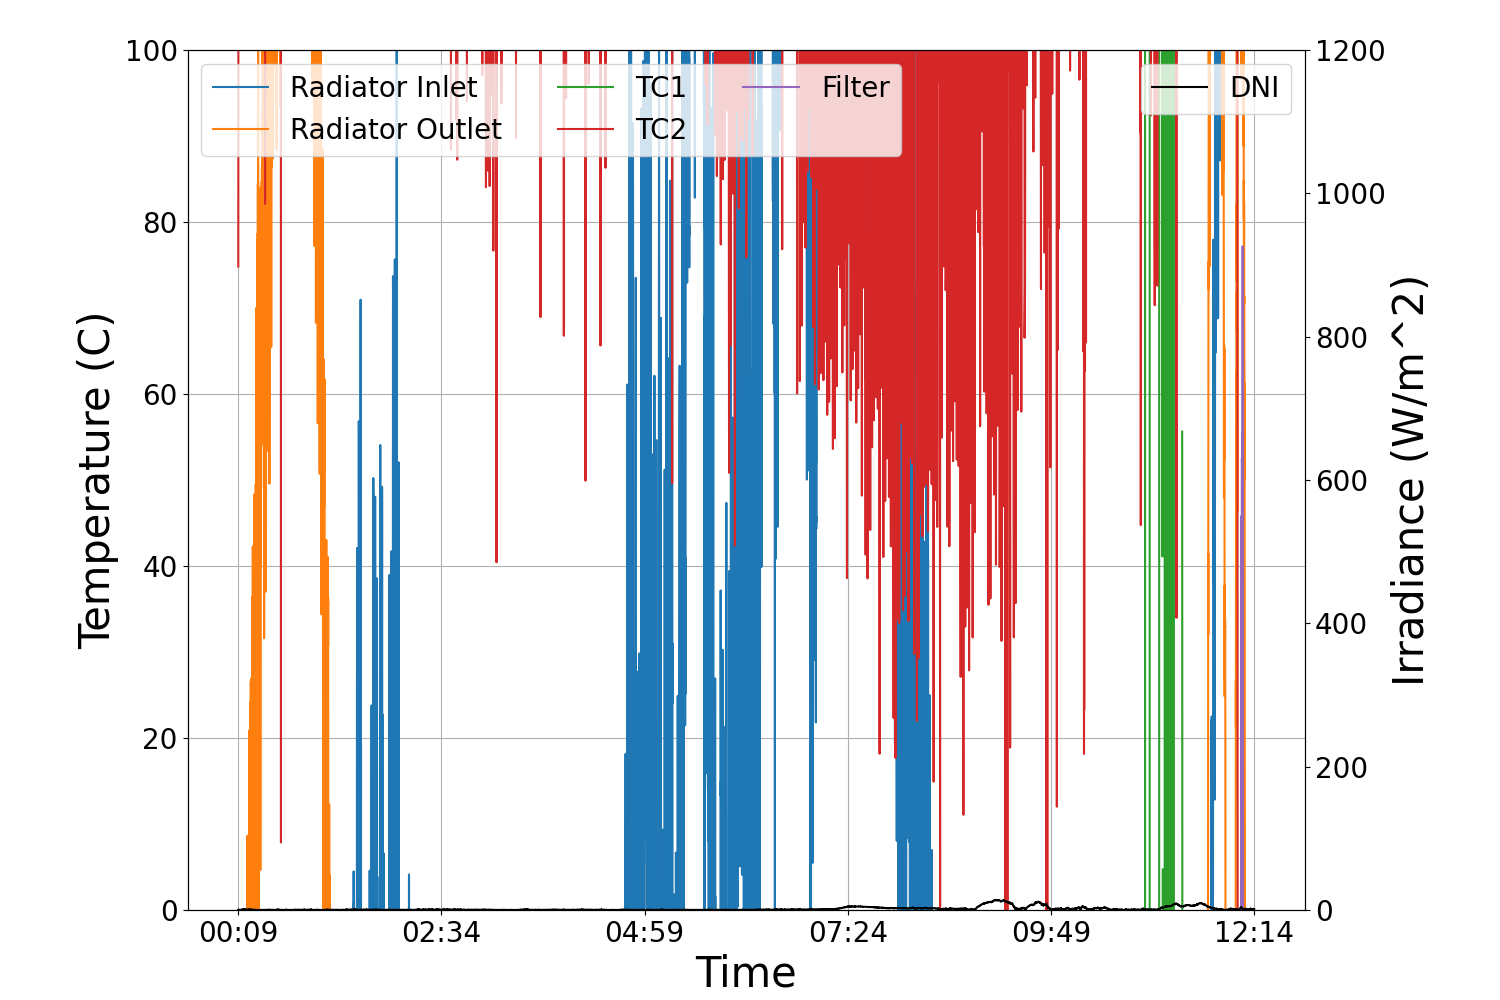 100
80
60
40
20
0
Temperature (C)
Radiator Inlet
Radiator Outlet
TC1
TC2
Filter
DNI
1200
1000
800
600
400
200
0
Irradiance (W/m^2)
00:09
02:34
04:59
07:24
09:49
12:14
Time